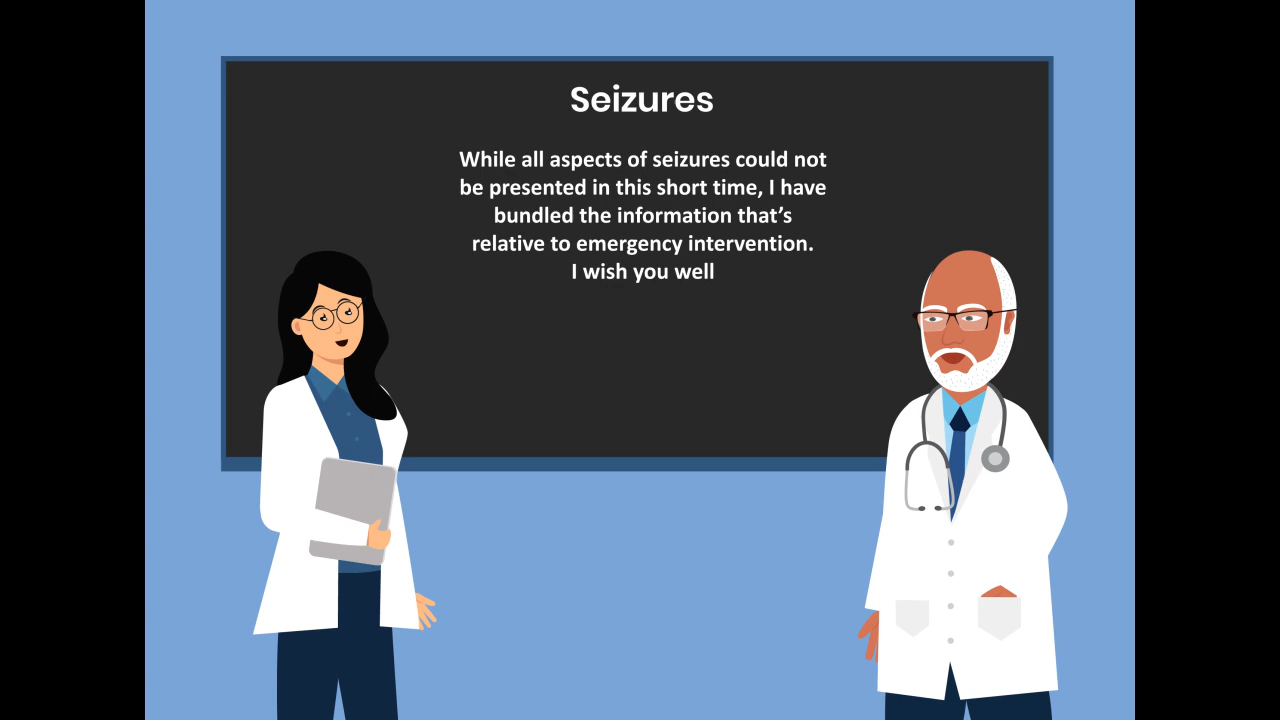 Seizures
While all aspects of seizures could not
be presented in this short time, I have
bundled the information that’s
relative to emergency intervention.
I wish you well